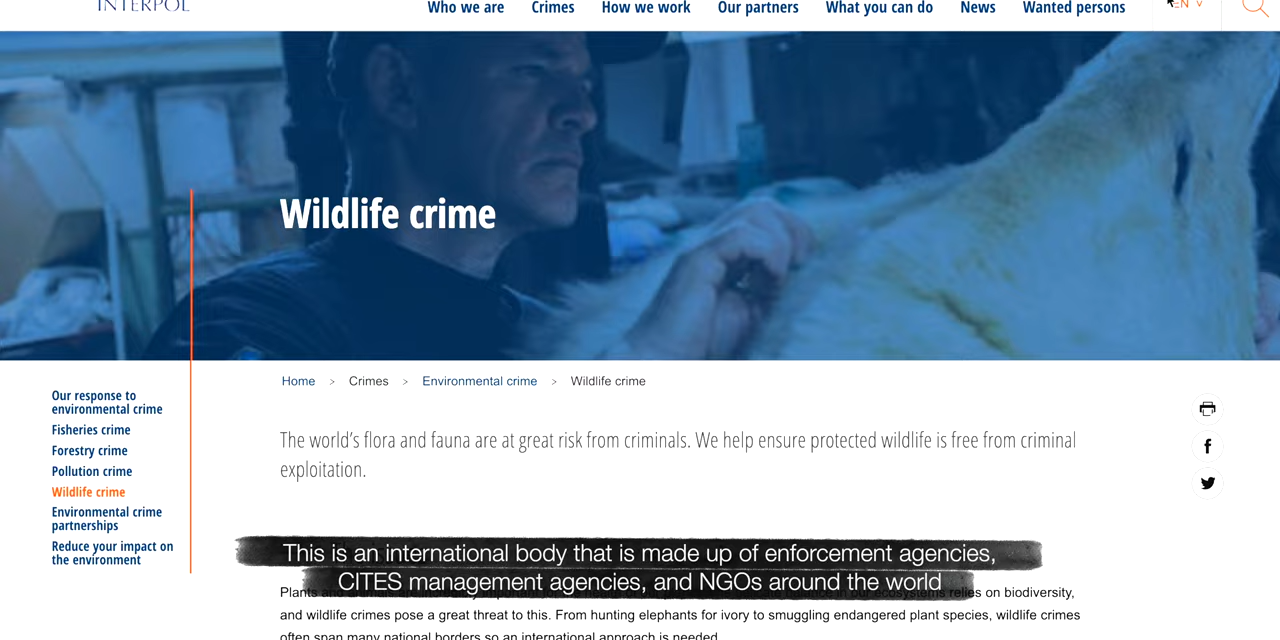 INTERPOL
Who we are Crimes How we work Our partners What you can do News Wanted persons EN
Wildlife crime
Home > Crimes > Environmental crime > Wildlife crime
Our response to
environmental crime
Fisheries crime
Forestry crime
Pollution crime
Wildlife crime
Environmental crime
partnerships
Reduce your impact on
the environment
The world's flora and fauna are at great risk from criminals. We help ensure protected wildlife is free from criminal
exploitation.
This is an international body that is made up of enforcement agencies,
CITES management agencies, and NGOs around the world
Plants relies on biodiversity,
and wildlife crimes pose a great threat to this. From hunting elephants for ivory to smuggling endangered plant species, wildlife crimes
often span many national borders so an international approach is needed.